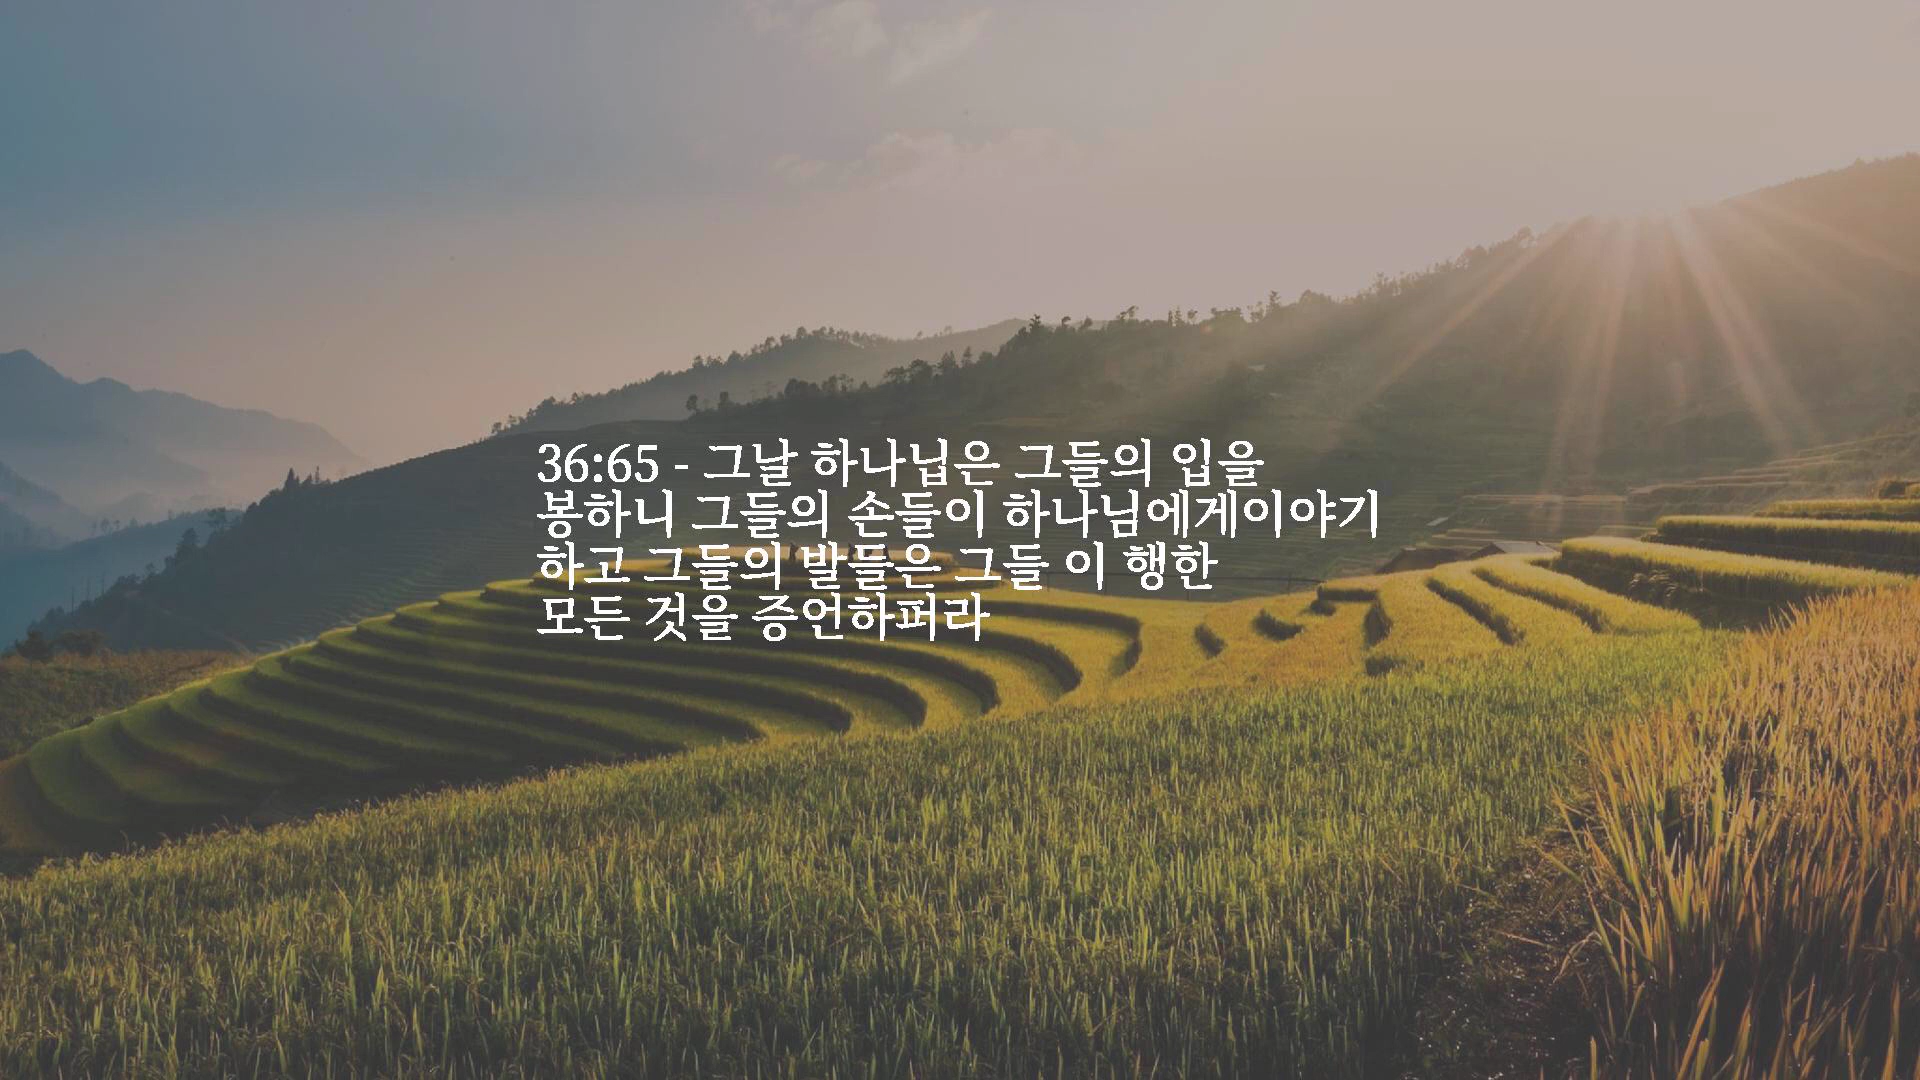 36:65 - 그날 하나닙은 그들의 입을
봉하니 그들의 손들이 하나님에게이야기
하고 그들의 발들은 그들 이 행한
모든 것을 증언하퍼라